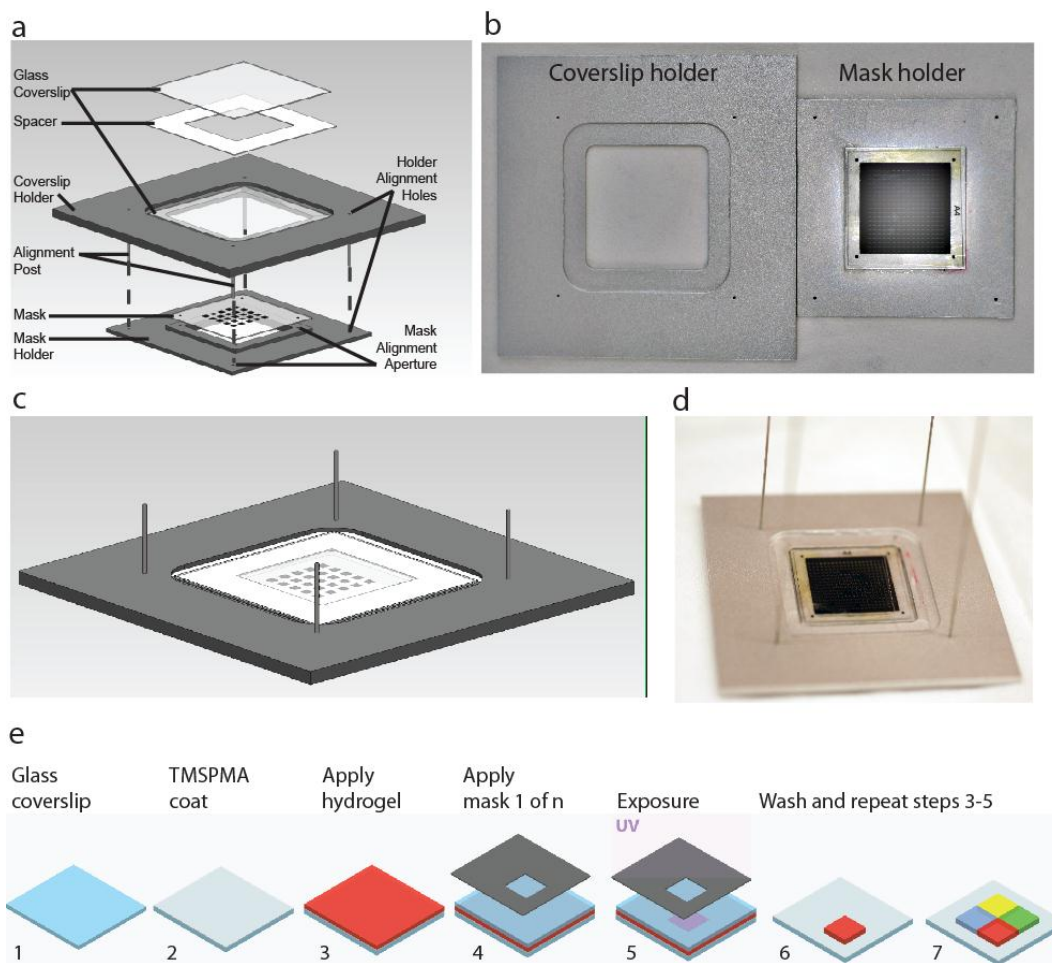 a
Glass
Coverslip
Spacer
Coverslip
Holder
Holder
Alignment
Holes
Alignment
Post
Mask
Mask
Holder
Mask
Alignment
Aperture
b
Coverslip holder
Mask holder
A4
c
d
e
Glass
coverslip
TMSPMA
coat
Apply
hydrogel
Apply
mask 1 of n
Exposure
UV
Wash and repeat steps 3-5
1
2
3
4
5
6
7